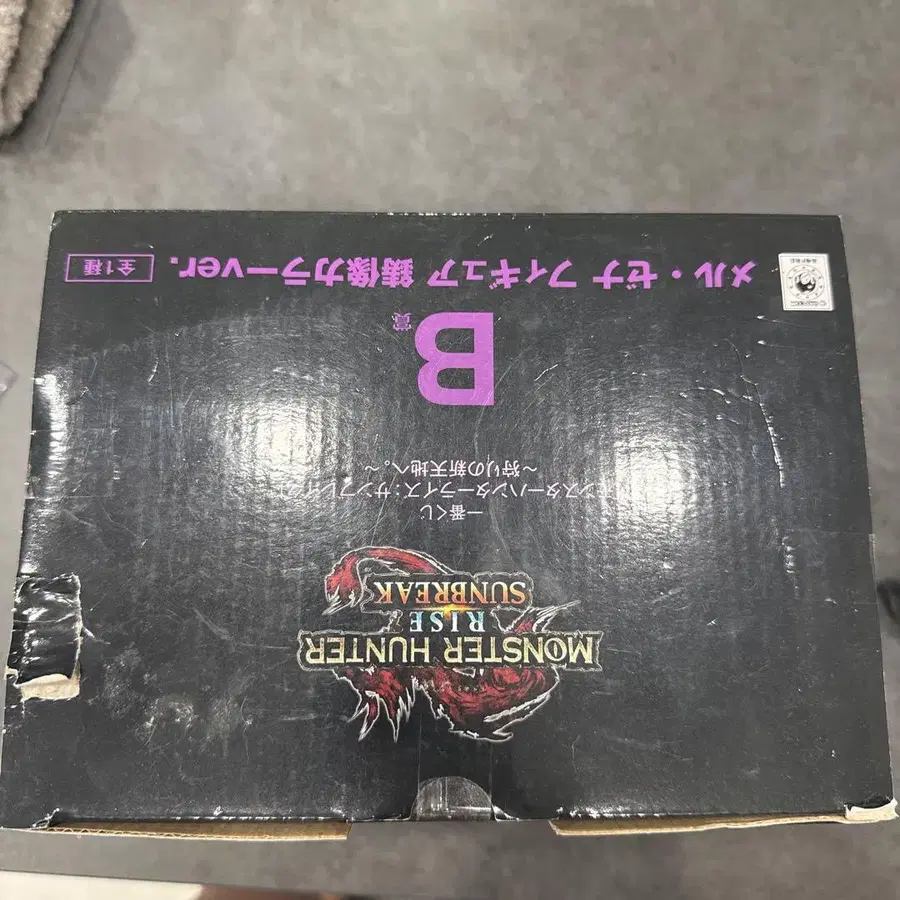 MONSTER HUNTER
RISE
SUNBREAK
一番くじ
モンスターハンターライズ：サンブレイク
～狩りの新天地へ。～
B賞
メル・ゼナ フィギュア 鋳像カラーver.
全1種